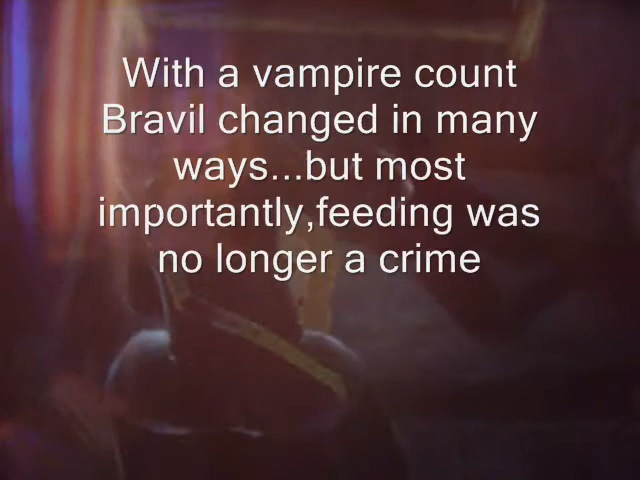 With a vampire count
Bravil changed in many
ways...but most
importantly,feeding was
no longer a crime